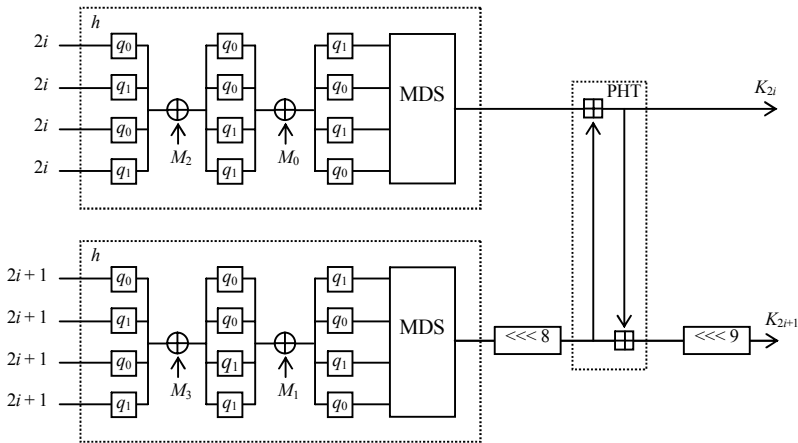 h
2i q₀ q₀ q₁
PHT
2i q₁ q₀ q₀ MDS K₂ᵢ
2i q₀ q₁ q₁
M₂ M₀
2i q₁ q₁ q₀
h
2i + 1 q₀ q₀ q₁
2i + 1 q₁ q₀ q₀ MDS K₂ᵢ₊₁
<<< 8 <<< 9
2i + 1 q₀ q₁ q₁
M₃ M₁
2i + 1 q₁ q₁ q₀